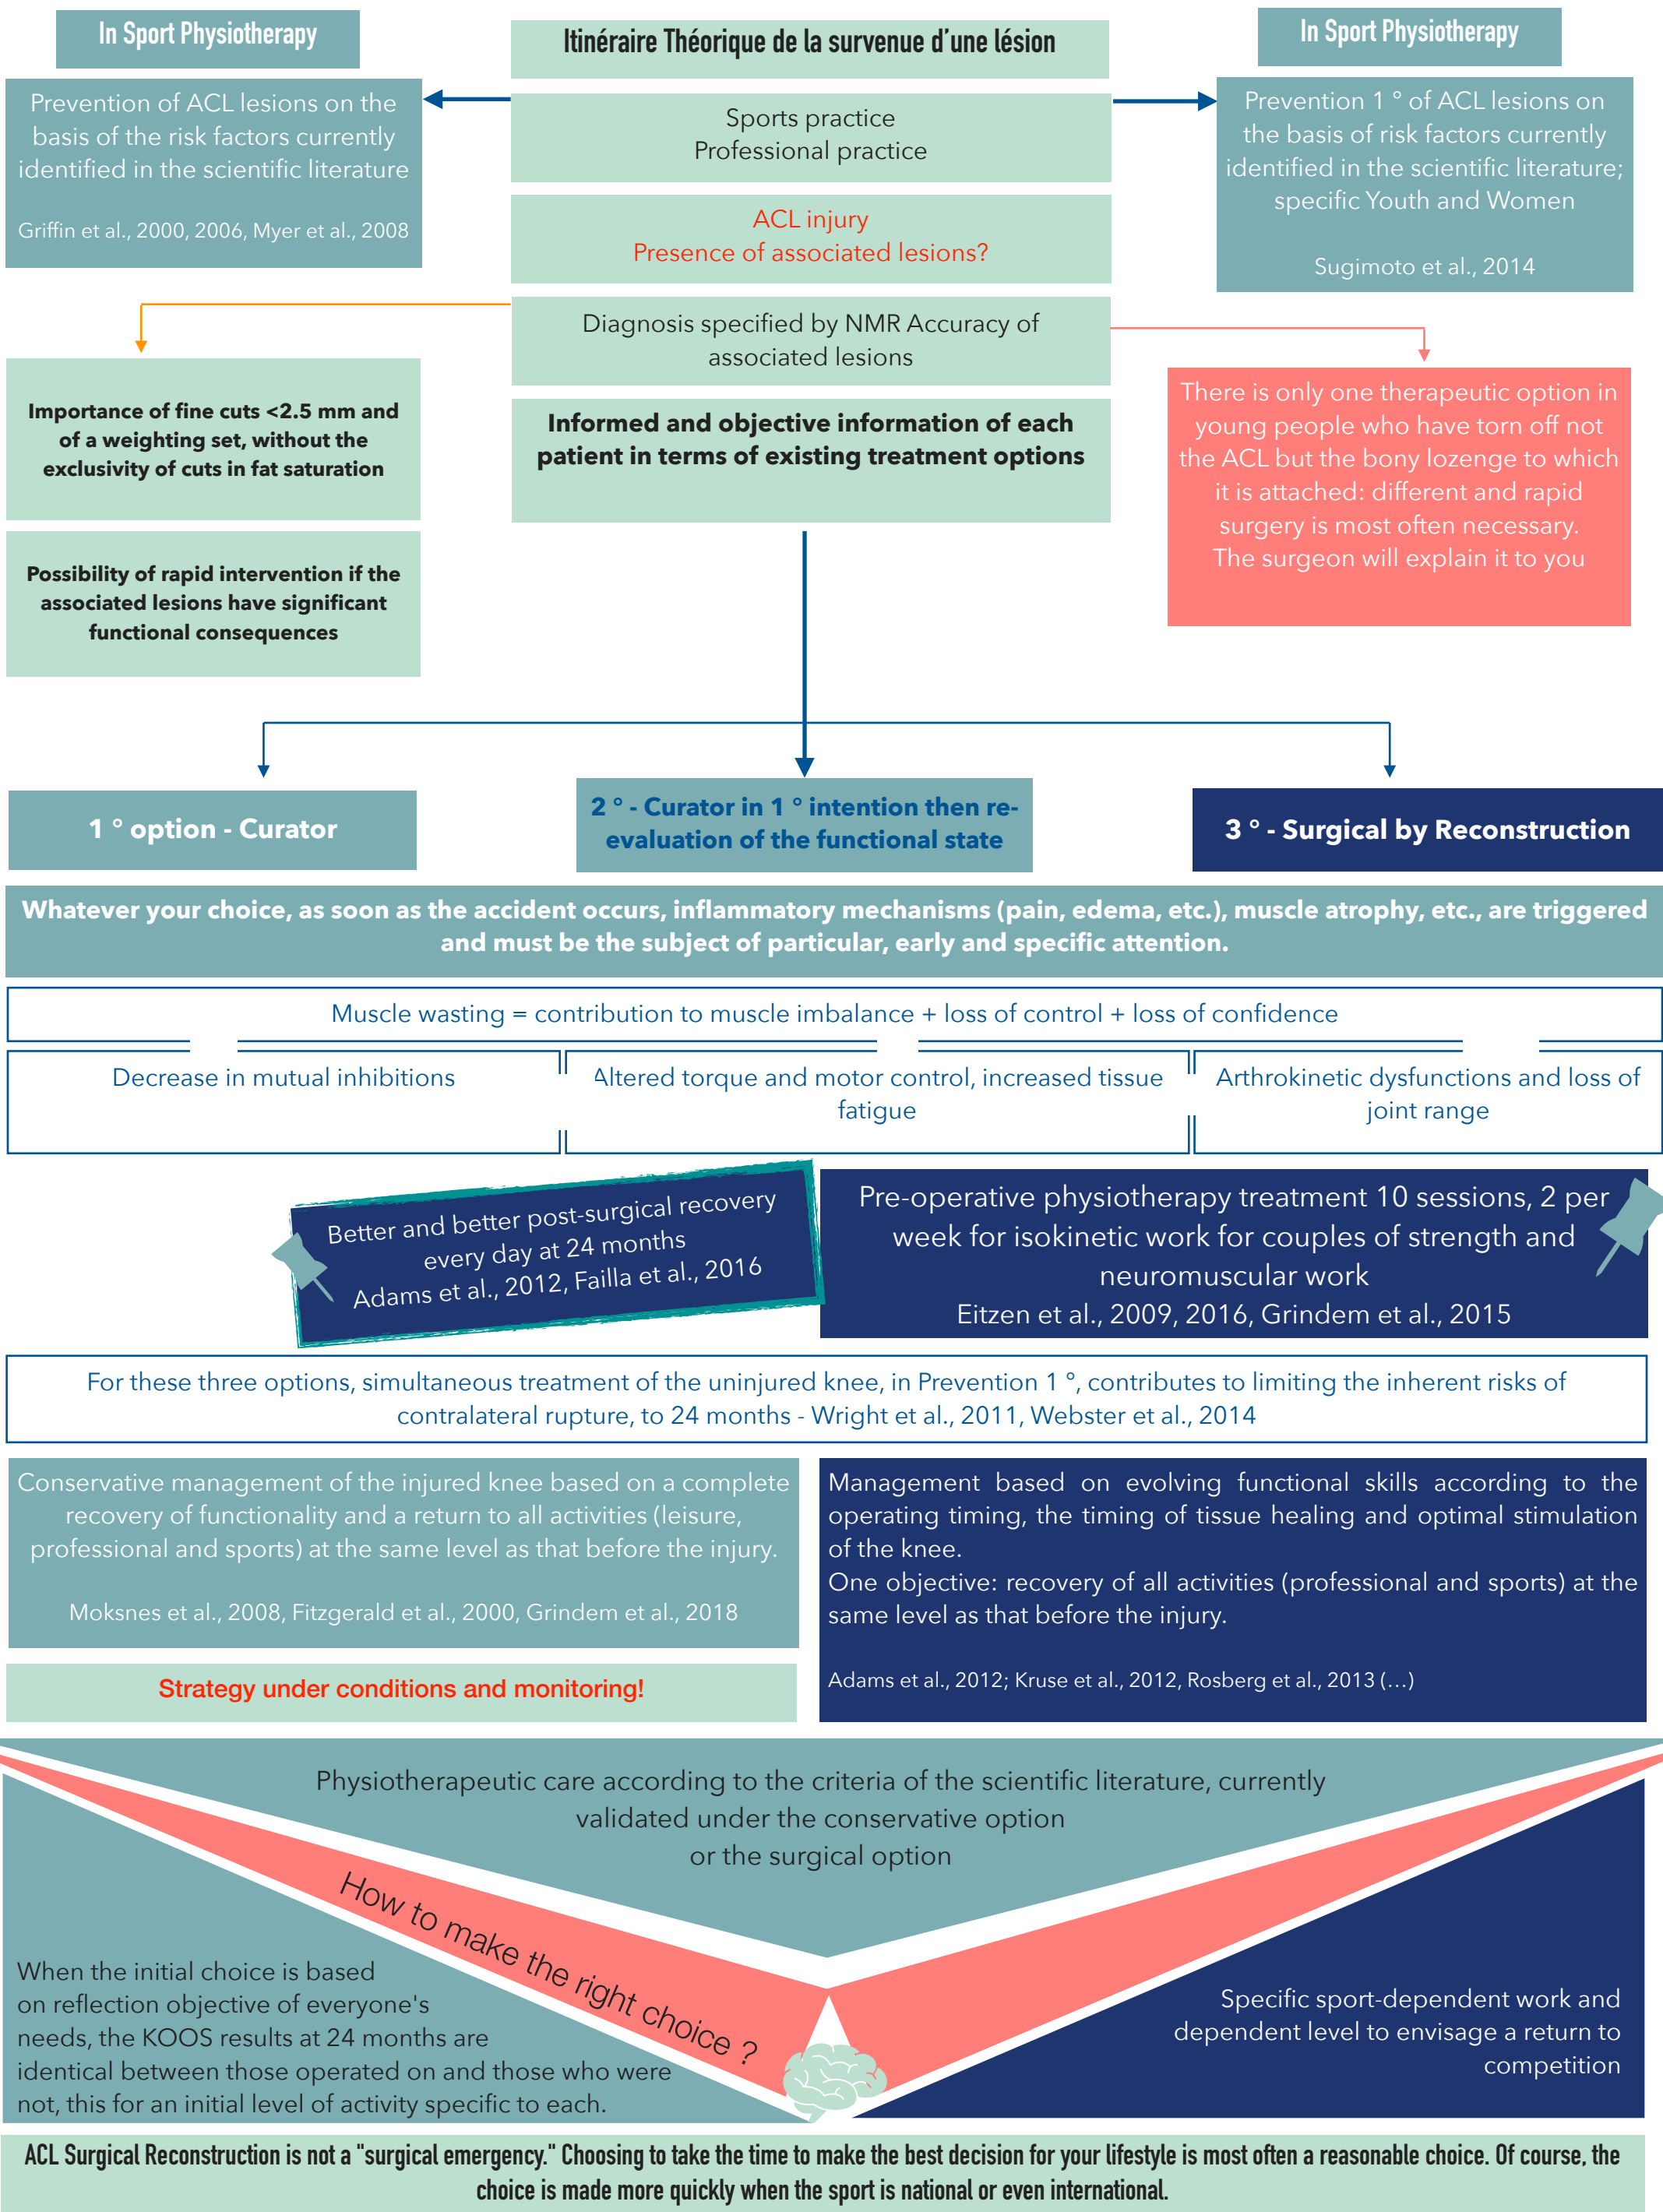 In Sport Physiotherapy
Itinéraire Théorique de la survenue d’une lésion
In Sport Physiotherapy
Prevention of ACL lesions on the
basis of the risk factors currently
identified in the scientific literature
Griffin et al., 2000, 2006, Myer et al., 2008
Sports practice
Professional practice
Prevention 1 ° of ACL lesions on
the basis of risk factors currently
identified in the scientific literature;
specific Youth and Women
Sugimoto et al., 2014
ACL injury
Presence of associated lesions?
Diagnosis specified by NMR Accuracy of
associated lesions
Importance of fine cuts <2.5 mm and
of a weighting set, without the
exclusivity of cuts in fat saturation
Informed and objective information of each
patient in terms of existing treatment options
There is only one therapeutic option in
young people who have torn off not
the ACL but the bony lozenge to which
it is attached: different and rapid
surgery is most often necessary.
The surgeon will explain it to you
Possibility of rapid intervention if the
associated lesions have significant
functional consequences
1 ° option - Curator
2 ° - Curator in 1 ° intention then re-
evaluation of the functional state
3 ° - Surgical by Reconstruction
Whatever your choice, as soon as the accident occurs, inflammatory mechanisms (pain, edema, etc.), muscle atrophy, etc., are triggered
and must be the subject of particular, early and specific attention.
Muscle wasting = contribution to muscle imbalance + loss of control + loss of confidence
Decrease in mutual inhibitions
Altered torque and motor control, increased tissue
fatigue
Arthrokinetic dysfunctions and loss of
joint range
Better and better post-surgical recovery
every day at 24 months
Adams et al., 2012, Failla et al., 2016
Pre-operative physiotherapy treatment 10 sessions, 2 per
week for isokinetic work for couples of strength and
neuromuscular work
Eitzen et al., 2009, 2016, Grindem et al., 2015
For these three options, simultaneous treatment of the uninjured knee, in Prevention 1 °, contributes to limiting the inherent risks of
contralateral rupture, to 24 months - Wright et al., 2011, Webster et al., 2014
Conservative management of the injured knee based on a complete
recovery of functionality and a return to all activities (leisure,
professional and sports) at the same level as that before the injury.
Moksnes et al., 2008, Fitzgerald et al., 2000, Grindem et al., 2018
Strategy under conditions and monitoring!
Management based on evolving functional skills according to the
operating timing, the timing of tissue healing and optimal stimulation
of the knee.
One objective: recovery of all activities (professional and sports) at the
same level as that before the injury.
Adams et al., 2012; Kruse et al., 2012, Rosberg et al., 2013 (…)
Physiotherapeutic care according to the criteria of the scientific literature, currently
validated under the conservative option
or the surgical option
How to make the right choice ?
When the initial choice is based
on reflection objective of everyone's
needs, the KOOS results at 24 months are
identical between those operated on and those who were
not, this for an initial level of activity specific to each.
Specific sport-dependent work and
dependent level to envisage a return to
competition
ACL Surgical Reconstruction is not a "surgical emergency." Choosing to take the time to make the best decision for your lifestyle is most often a reasonable choice. Of course, the
choice is made more quickly when the sport is national or even international.